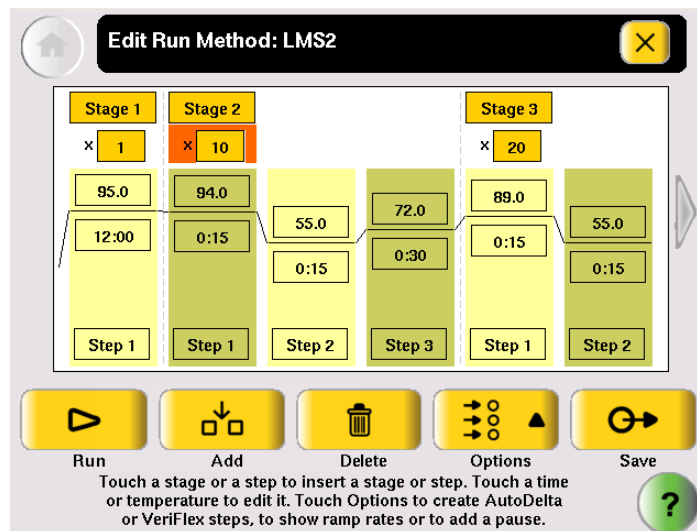 Edit Run Method: LMS2
Stage 1 Stage 2 Stage 3
x 1 x 10 x 20
95.0 94.0 55.0 72.0 89.0 55.0
12:00 0:15 0:15 0:30 0:15 0:15
Step 1 Step 1 Step 2 Step 3 Step 1 Step 2
Run Add Delete Options Save
Touch a stage or a step to insert a stage or step. Touch a time
or temperature to edit it. Touch Options to create AutoDelta
or VeriFlex steps, to show ramp rates or to add a pause.
?